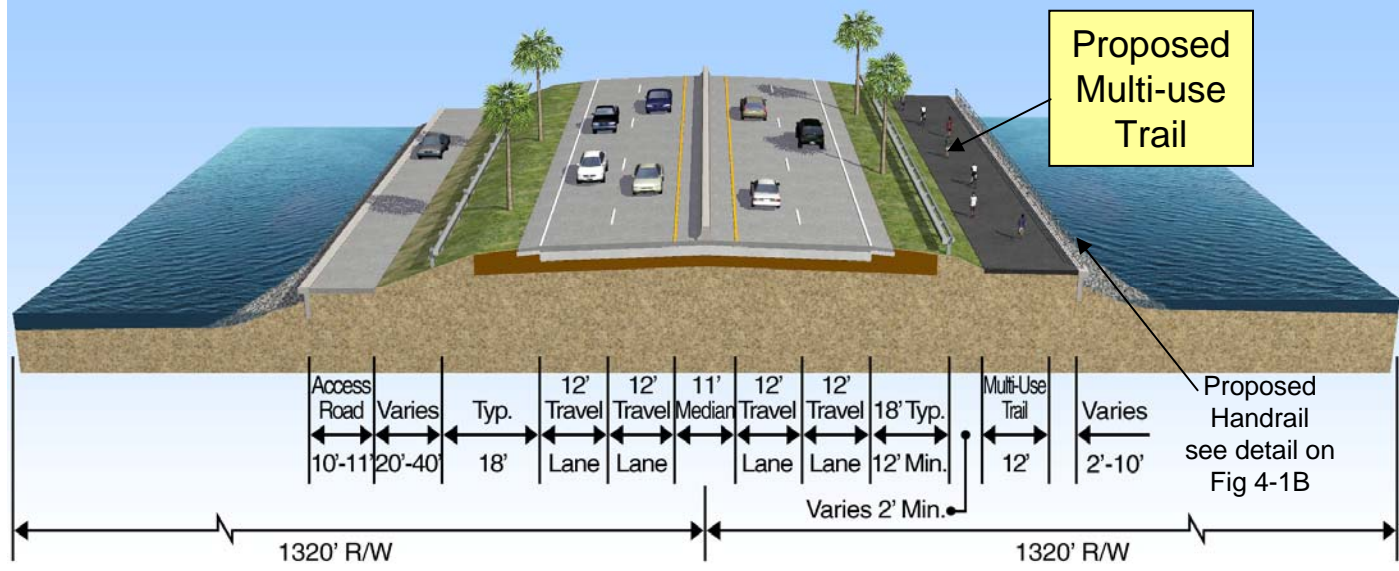 Proposed
Multi-use
Trail
Access
Road
10'-11'
Varies
20'-40'
Typ.
18'
12'
Travel
Lane
12'
Travel
Lane
11'
Median
12'
Travel
Lane
12'
Travel
Lane
18' Typ.
12' Min.
Varies 2' Min.
Multi-Use
Trail
12'
Varies
2'-10'
Proposed
Handrail
see detail on
Fig 4-1B
1320' R/W
1320' R/W